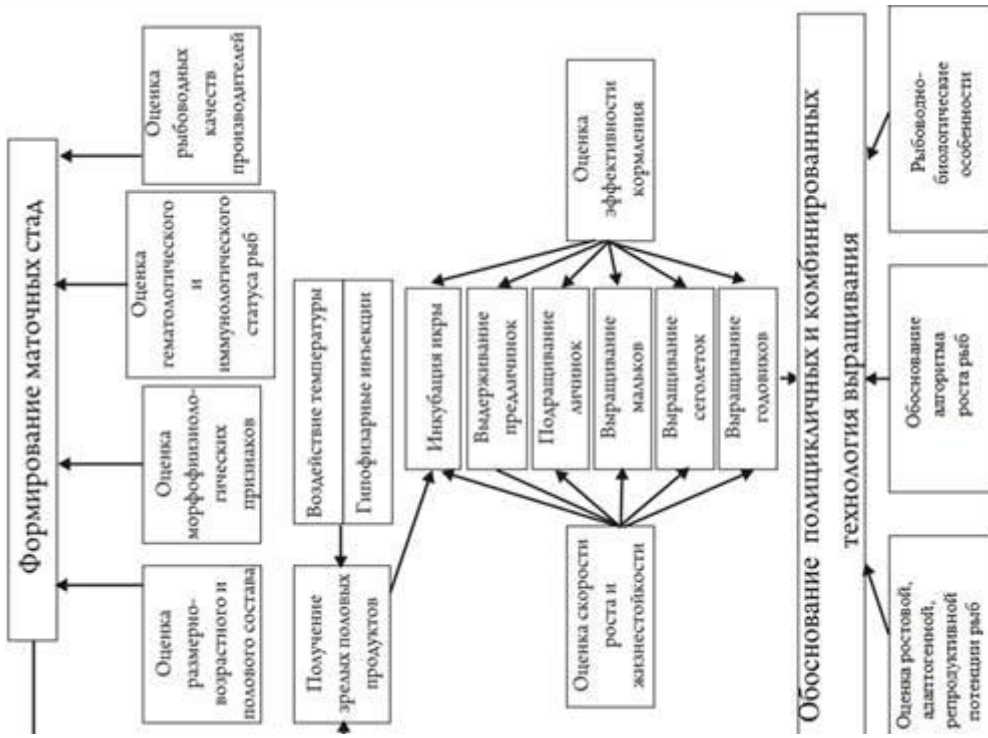 Формирование маточных стад
Оценка
размерно-
возрастного и
полового состава
Оценка
морфофизиоло-
гических
признаков
Оценка
гематологического
и
иммунологического
статуса рыб
Оценка
рыбоводных
качеств
производителей
Получение
зрелых половых
продуктов
Воздействие температуры
Гипофизарные инъекции
Инкубация икры
Выдерживание
предличинок
Подращивание
личинок
Выращивание
мальков
Выращивание
сеголеток
Выращивание
годовиков
Оценка скорости
роста и
жизнестойкости
Оценка
эффективности
кормления
Обоснование полицикличных и комбинированных
технология выращивания
Оценка ростовой,
адаптогенной,
репродуктивной
потенции рыб
Обоснование
алгоритма
роста рыб
Рыбоводно-
биологические
особенности